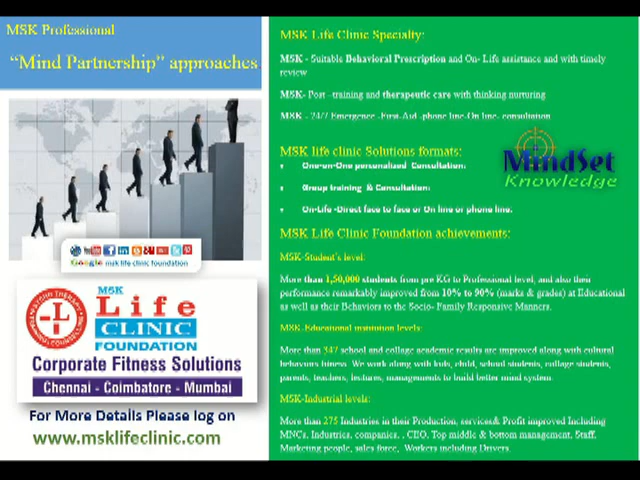 MSK Professional
“Mind Partnership” approaches
Google msk life clinic foundation
MSK
Life
CLINIC
FOUNDATION
Corporate Fitness Solutions
Chennai - Coimbatore - Mumbai
For More Details Please log on
www.msklifeclinic.com
MSK Life Clinic Specialty:
MSK - Suitable Behavioral Prescription and On- Life assistance and with timely
review
MSK- Port –training and therapeutic care with thinking nurturing
MSK - 24/7 Emergence -First-Aid -phone line-On line- consultation
MSK life clinic Solutions formats:
• One-on-One personalized Consultation.
• Group training & Consultation:
• On-Life -Direct face to face or On line or phone line.
MindSet
Knowledge
MSK Life Clinic Foundation achievements:
MSK-Student's level:
More than 1,50,000 students from pre KG to Professional level, and also their
performance remarkably improved from 10% to 90% (marks & grades) at Educational
as well as their Behaviors to the Socio- Family Responsive Manners.
MSK-Educational institution levels:
More than 347 school and collage academic results are improved along with cultural
behaviors fitness. We work along with kids, child, school students, collage students,
parents, teachers, lectures, managements to build better mind system.
MSK-Industrial levels:
More than 275 Industries in their Production, services& Profit improved Including
MNCs, Industries, companies, , CEO, Top middle & bottom management, Staff,
Marketing people, sales force, Workers including Drivers.